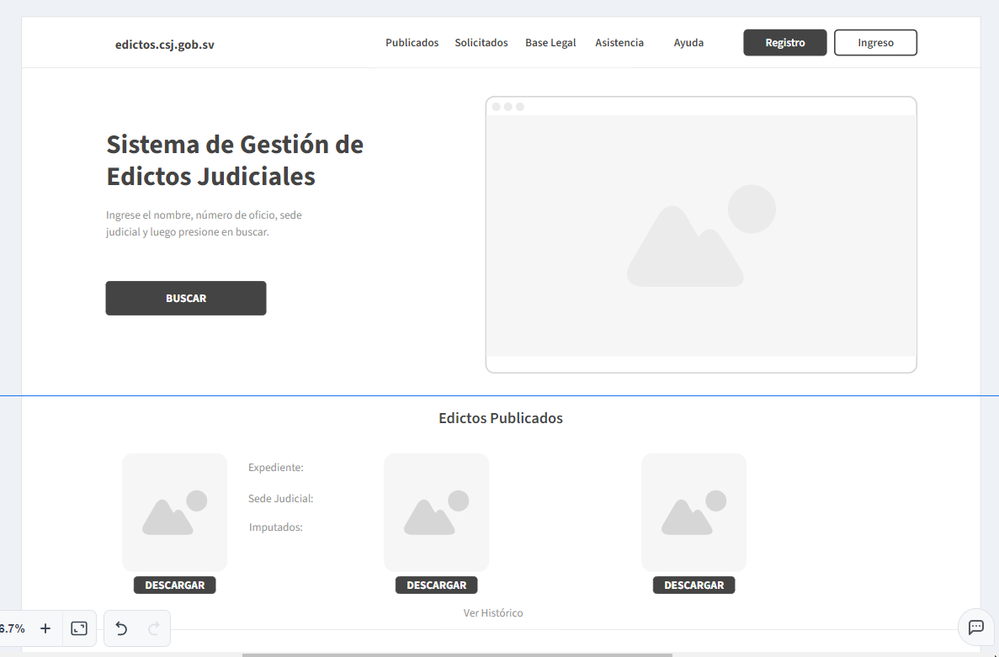 edictos.csj.gob.sv
Publicados
Solicitados
Base Legal
Asistencia
Ayuda
Registro
Ingreso
Sistema de Gestión de
Edictos Judiciales
Ingrese el nombre, número de oficio, sede
judicial y luego presione en buscar.
BUSCAR
Edictos Publicados
Expediente:
Sede Judicial:
Imputados:
DESCARGAR
DESCARGAR
DESCARGAR
Ver Histórico
6.7%